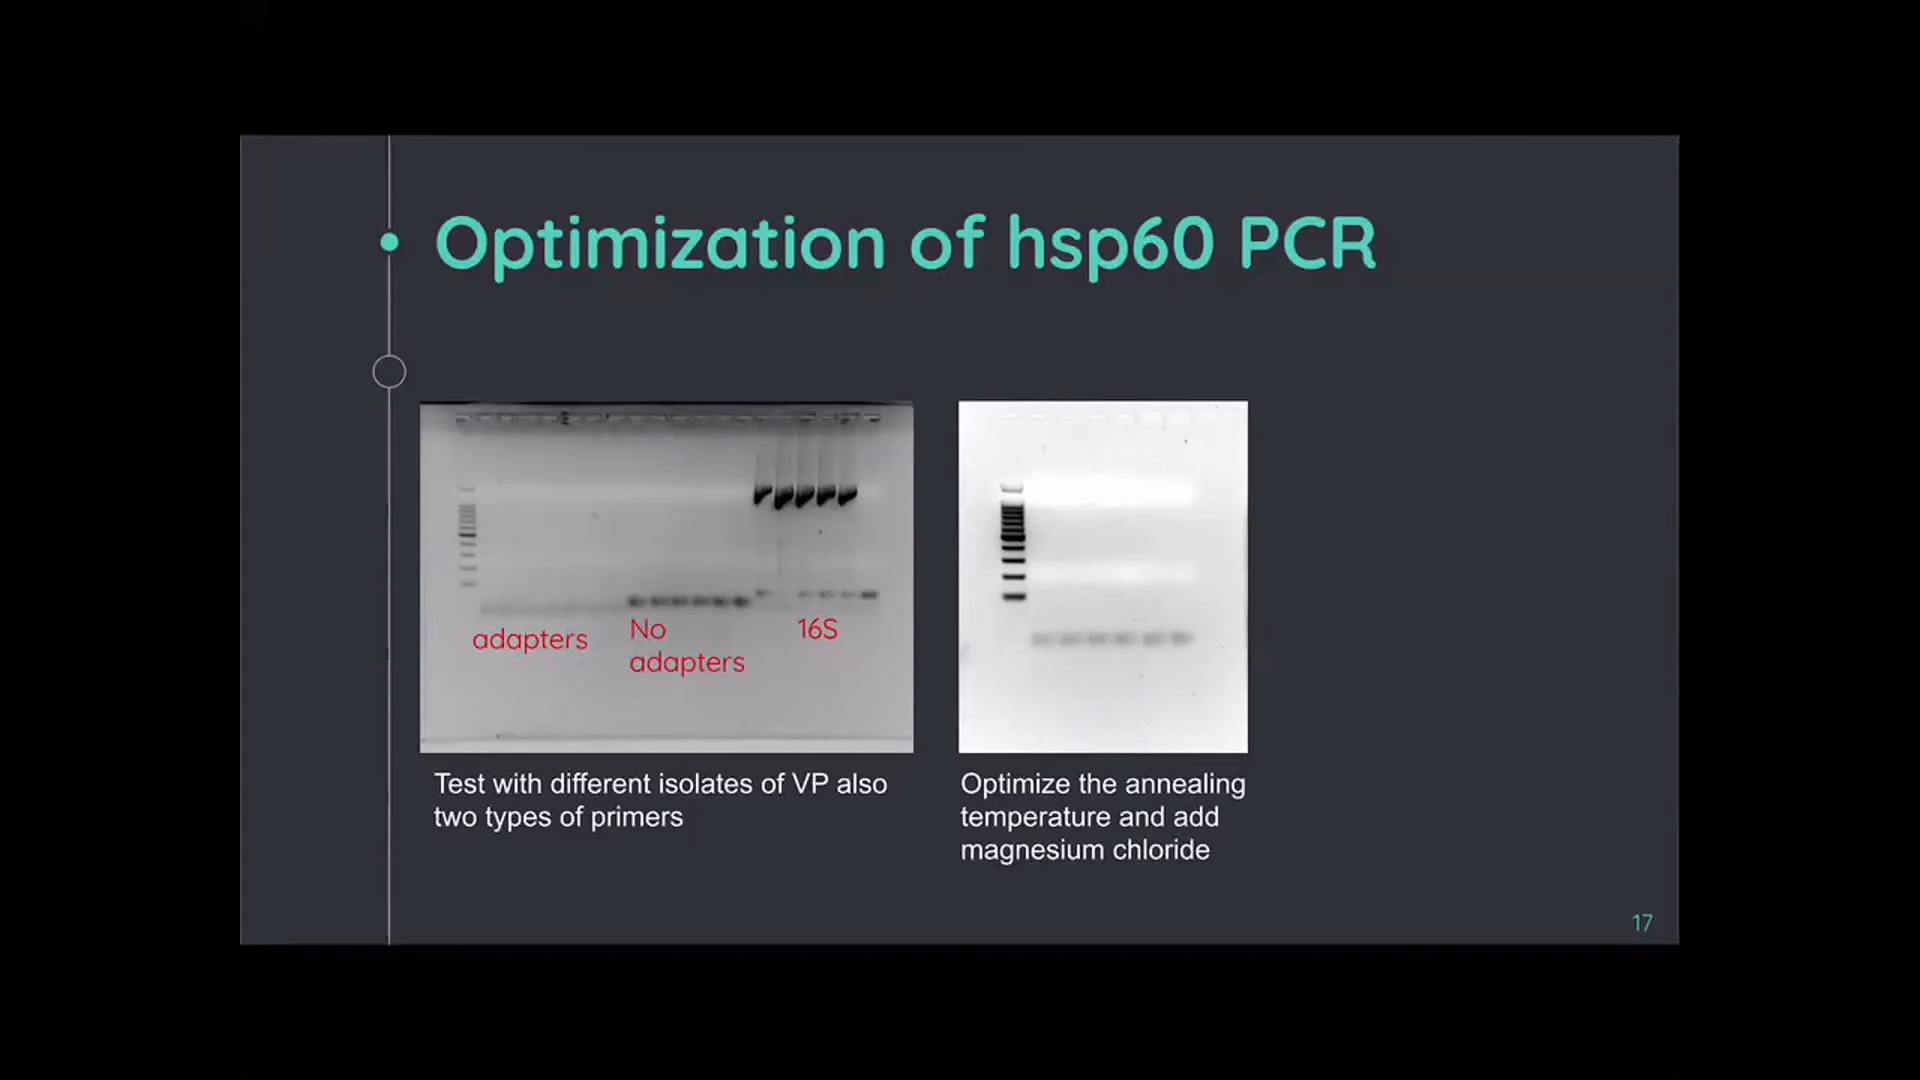 Optimization of hsp60 PCR
adapters
No
adapters
16S
Test with different isolates of VP also
two types of primers
Optimize the annealing
temperature and add
magnesium chloride
17